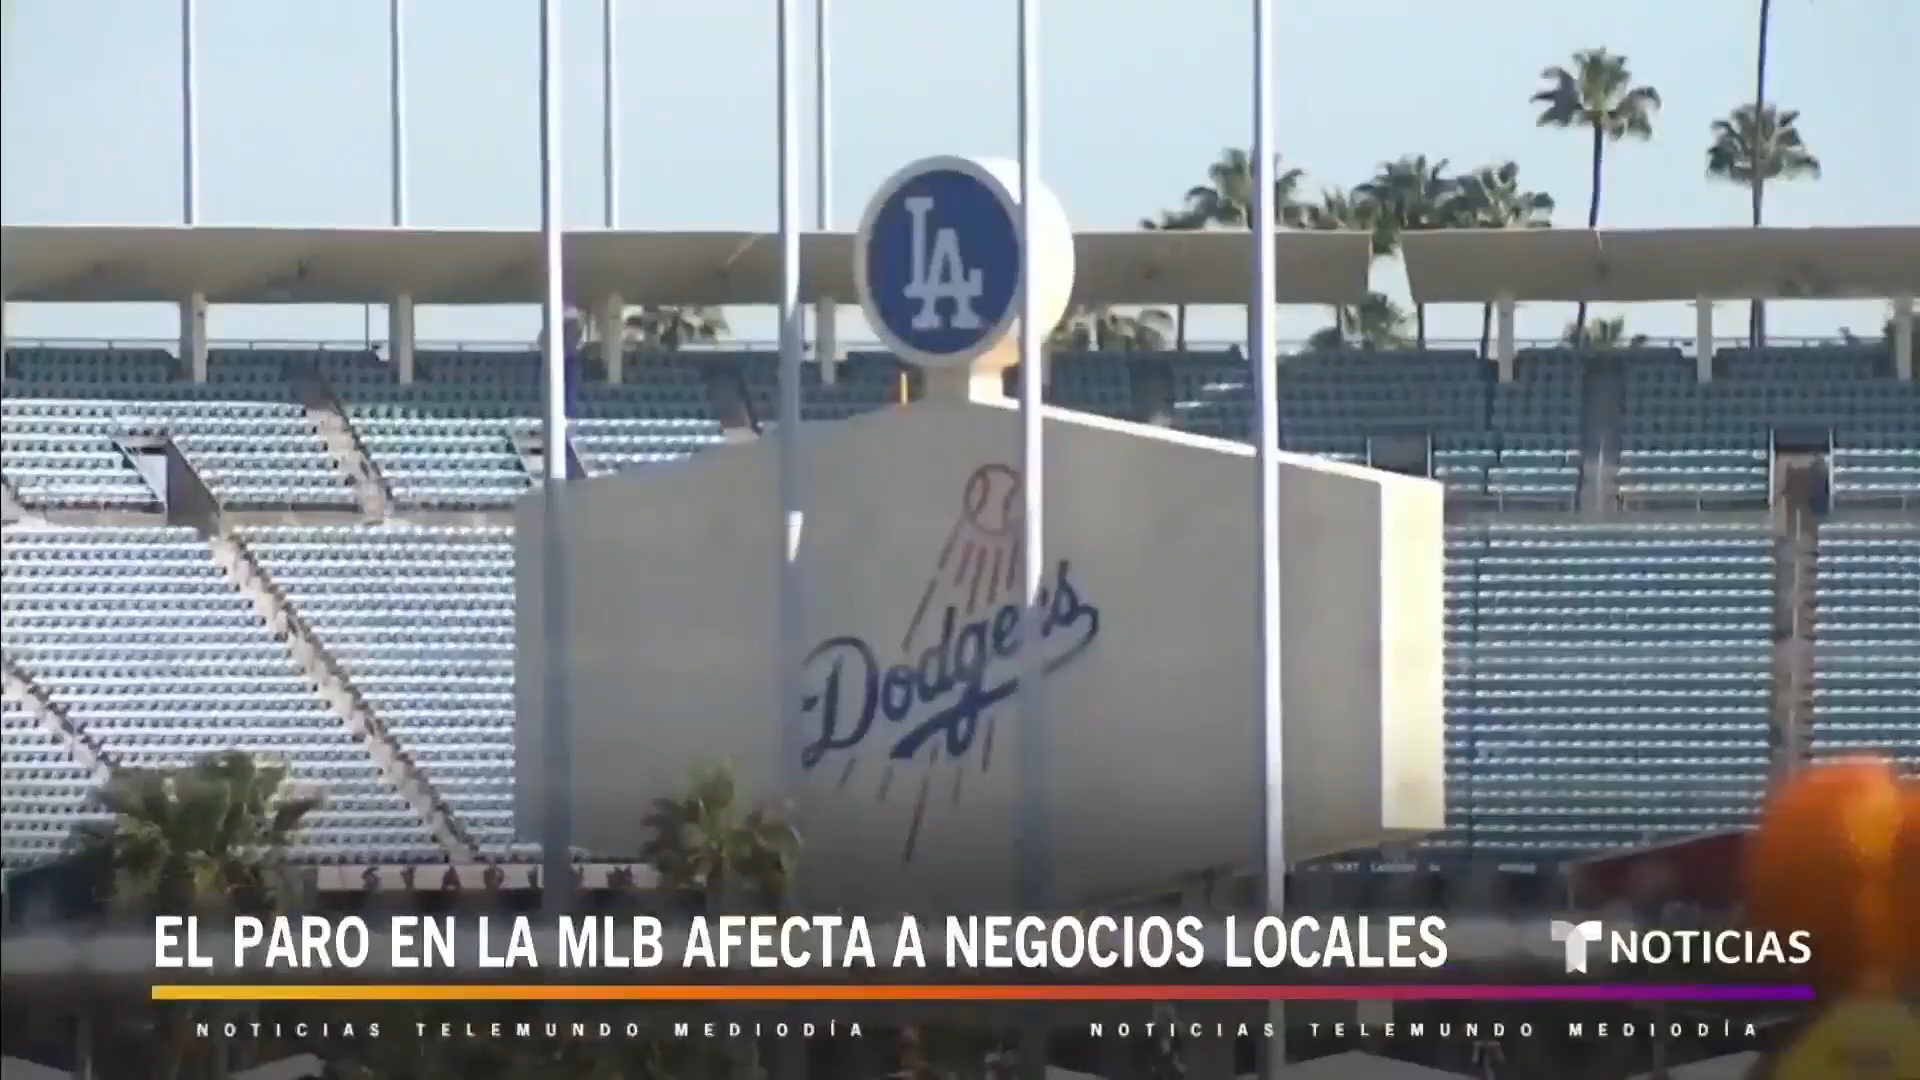 LA
Dodgers
EL PARO EN LA MLB AFECTA A NEGOCIOS LOCALES
NOTICIAS
NOTICIAS TELEMUNDO MEDIODÍA NOTICIAS TELEMUNDO MEDIODÍA